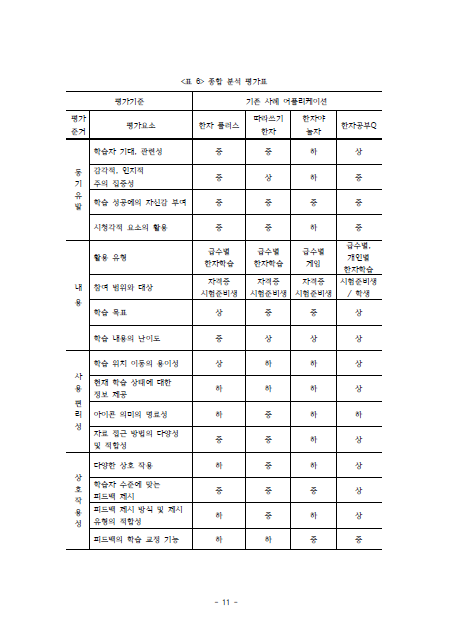 <표 6> 종합 분석 평가표
평가기준 기존 사례 어플리케이션
평가 준거 평가요소 한자 플러스 따라쓰기 한자 한자야 놀자 한자공부Q
동기유발
학습자 기대, 관련성 중 중 하 상
감각적, 인지적 주의 집중성 중 상 하 중
학습 성공에의 자신감 부여 중 중 중 중
시청각적 요소의 활용 중 중 하 중
내용
활용 유형 급수별 한자학습 급수별 한자학습 급수별 게임 급수별, 개인별 한자학습
참여 범위와 대상 자격증 시험준비생 자격증 시험준비생 자격증 시험준비생 시험준비생 / 학생
학습 목표 상 중 중 상
학습 내용의 난이도 중 상 상 상
사용 편리성
학습 위치 이동의 용이성 상 하 하 상
현재 학습 상태에 대한 정보 제공 하 하 하 상
아이콘 의미의 명료성 하 중 하 하
자료 접근 방법의 다양성 및 적합성 중 중 하 상
상호작용성
다양한 상호 작용 하 중 하 상
학습자 수준에 맞는 피드백 제시 중 중 중 상
피드백 제시 방식 및 제시 유형의 적합성 하 중 하 상
피드백의 학습 교정 기능 하 하 중 중
- 11 -